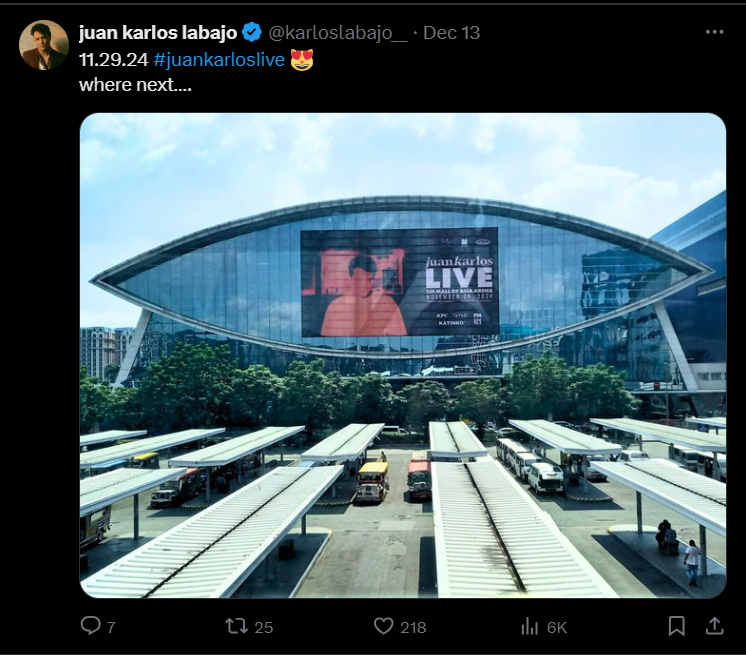 juan karlos labajo @karloslabajo__ · Dec 13
11.29.24 #juankarloslive 😻
where next....
juan karlos
LIVE
SM MALL OF ASIA ARENA
NOVEMBER 29, 2024
KFC
KATINKO
7 25 218 6K